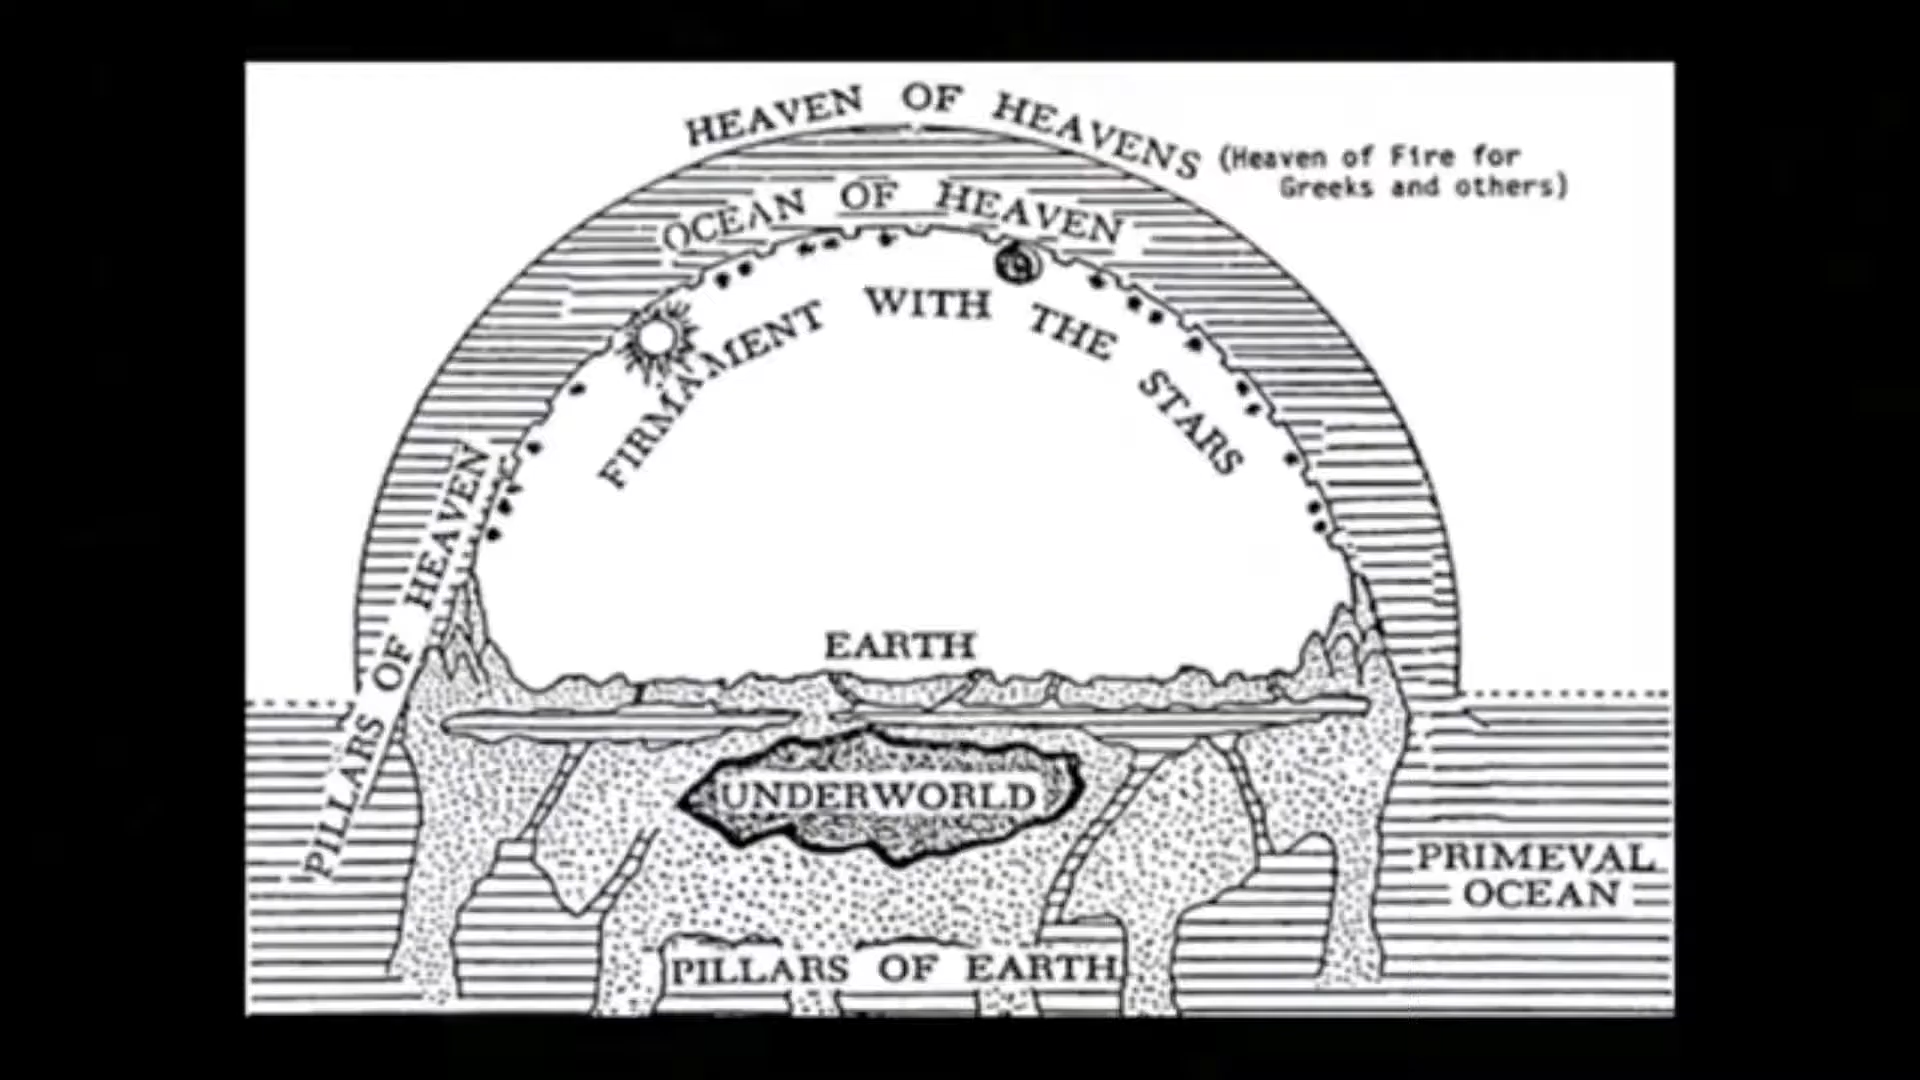 HEAVEN OF HEAVENS
(Heaven of Fire for
Greeks and others)
OCEAN OF HEAVEN
FIRMAMENT WITH THE STARS
PILLARS OF HEAVEN
EARTH
UNDERWORLD
PRIMEVAL
OCEAN
PILLARS OF EARTH